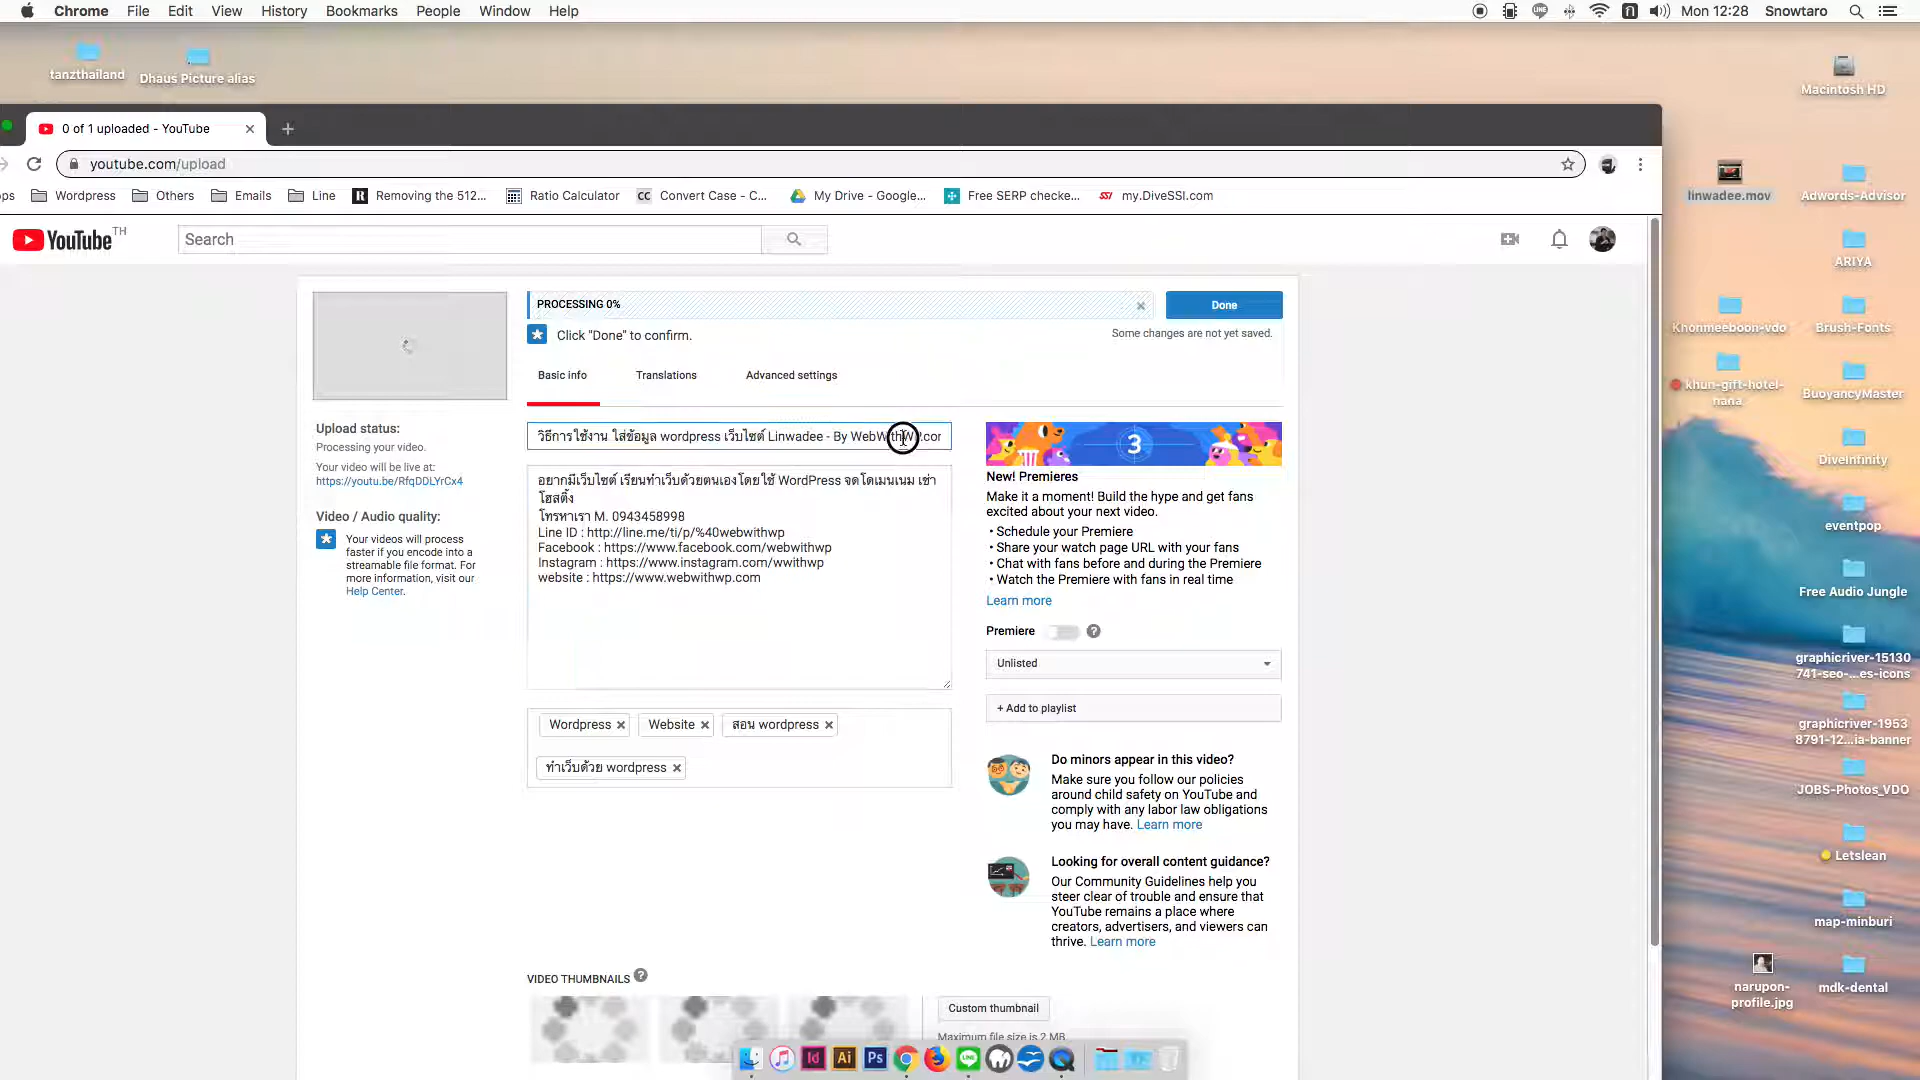 Chrome File Edit View History Bookmarks People Window Help
Mon 12:28 Snowtaro
tanzthailand
Dhaus Picture alias
Macintosh HD
0 of 1 uploaded - YouTube
youtube.com/upload
Wordpress Others Emails Line Removing the 512... Ratio Calculator CC Convert Case - C... My Drive - Google... Free SERP checke... my.DiveSSI.com
linwadee.mov
Adwords-Advisor
YouTube TH
Search
ARIYA
PROCESSING 0%
Done
Click "Done" to confirm.
Some changes are not yet saved.
Khonmeeboon-vdo
Brush-Fonts
Basic info Translations Advanced settings
khun-gift-hotel-
hana
BuoyancyMaster
Upload status:
Processing your video.
Your video will be live at:
https://youtu.be/RfqDDLYrCx4
Video / Audio quality:
Your videos will process
faster if you encode into a
streamable file format. For
more information, visit our
Help Center.
วิธีการใช้งาน ใส่ข้อมูล wordpress เว็บไซต์ Linwadee - By WebWithWP.cor
อยากมีเว็บไซต์ เรียนทำเว็บด้วยตนเองโดยใช้ WordPress จดโดเมนเนม เช่า
โฮสติ้ง
โทรหาเรา M. 0943458998
Line ID : http://line.me/ti/p/%40webwithwp
Facebook : https://www.facebook.com/webwithwp
Instagram : https://www.instagram.com/wwithwp
website : https://www.webwithwp.com
Wordpress Website สอน wordpress
ทำเว็บด้วย wordpress
3
New! Premieres
Make it a moment! Build the hype and get fans
excited about your next video.
• Schedule your Premiere
• Share your watch page URL with your fans
• Chat with fans before and during the Premiere
• Watch the Premiere with fans in real time
Learn more
Premiere
Unlisted
+ Add to playlist
Do minors appear in this video?
Make sure you follow our policies
around child safety on YouTube and
comply with any labor law obligations
you may have. Learn more
Looking for overall content guidance?
Our Community Guidelines help you
steer clear of trouble and ensure that
YouTube remains a place where
creators, advertisers, and viewers can
thrive. Learn more
VIDEO THUMBNAILS
Custom thumbnail
Maximum file size is 2 MB
DiveInfinity
eventpop
Free Audio Jungle
graphicriver-15130
741-seo-...es-icons
graphicriver-1953
8791-12...ia-banner
JOBS-Photos_VDO
Letslean
map-minburi
narupon-
profile.jpg
mdk-dental
Id Ai Ps LINE